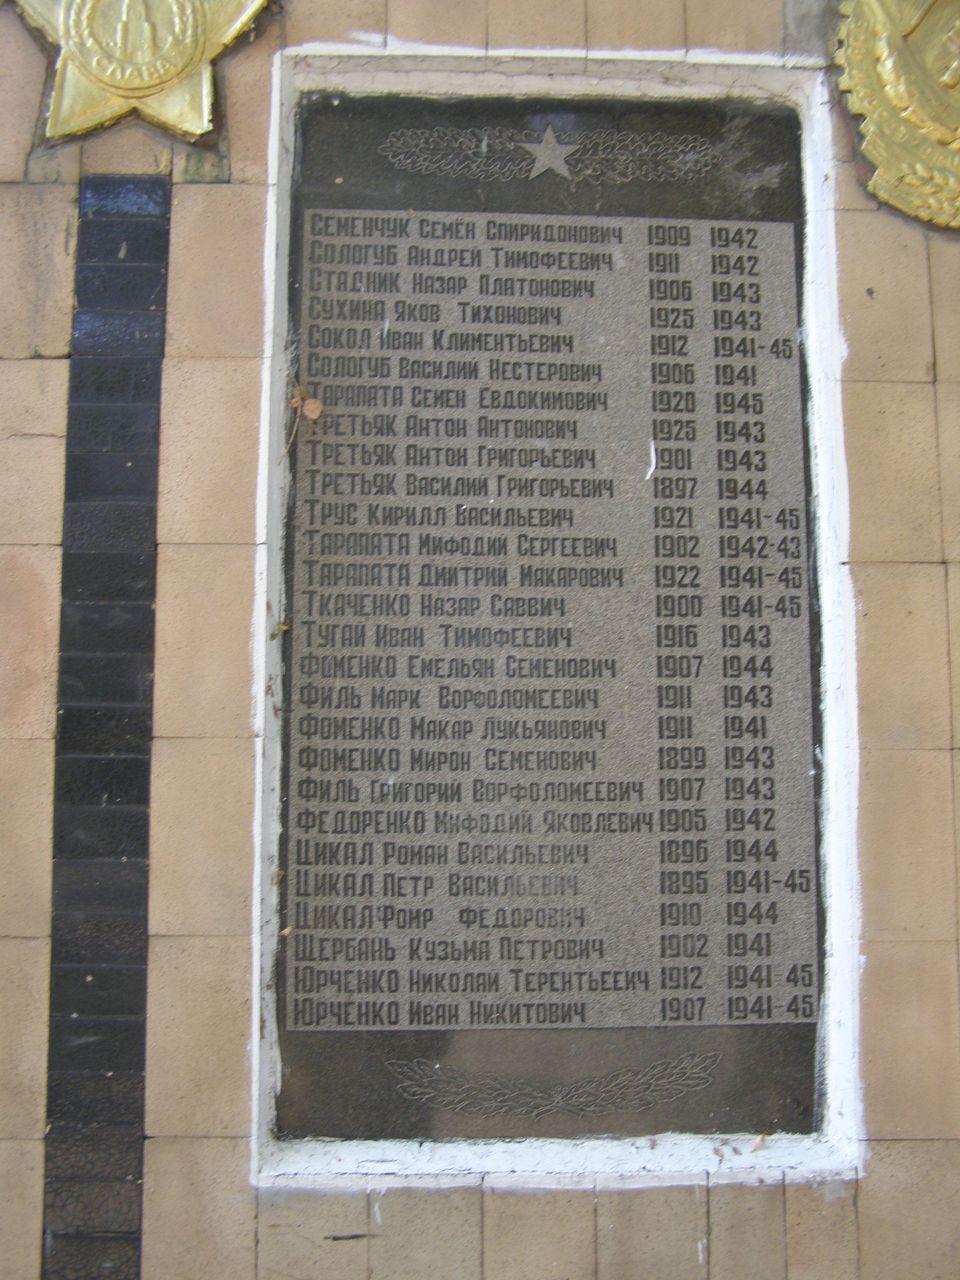 СЛАВА
СЕМЕНЧУК СЕМЁН СПИРИДОНОВИЧ 1909 1942
СОЛОГУБ АНДРЕЙ ТИМОФЕЕВИЧ 1911 1942
СТАДНИК НАЗАР ПЛАТОНОВИЧ 1906 1943
СУХИНА ЯКОВ ТИХОНОВИЧ 1925 1943
СОКОЛ ИВАН КЛИМЕНТЬЕВИЧ 1912 1941-45
СОЛОГУБ ВАСИЛИЙ НЕСТЕРОВИЧ 1906 1941
ТАРАПАТА СЕМЕН ЕВДОКИМОВИЧ 1920 1945
ТРЕТЬЯК АНТОН АНТОНОВИЧ 1925 1943
ТРЕТЬЯК АНТОН ГРИГОРЬЕВИЧ 1901 1943
ТРЕТЬЯК ВАСИЛИЙ ГРИГОРЬЕВИЧ 1897 1944
ТРУС КИРИЛЛ ВАСИЛЬЕВИЧ 1921 1941-45
ТАРАПАТА МИФОДИЙ СЕРГЕЕВИЧ 1902 1942-43
ТАРАПАТА ДМИТРИЙ МАКАРОВИЧ 1922 1941-45
ТКАЧЕНКО НАЗАР САВВИЧ 1900 1941-45
ТУГАЙ ИВАН ТИМОФЕЕВИЧ 1916 1943
ФОМЕНКО ЕМЕЛЬЯН СЕМЕНОВИЧ 1907 1944
ФИЛЬ МАРК ВОРФОЛОМЕЕВИЧ 1911 1943
ФОМЕНКО МАКАР ЛУКЬЯНОВИЧ 1911 1941
ФОМЕНКО МИРОН СЕМЕНОВИЧ 1899 1943
ФИЛЬ ГРИГОРИЙ ВОРФОЛОМЕЕВИЧ 1907 1943
ФЕДОРЕНКО МИФОДИЙ ЯКОВЛЕВИЧ 1905 1942
ЦИКАЛ РОМАН ВАСИЛЬЕВИЧ 1896 1944
ЦИКАЛ ПЕТР ВАСИЛЬЕВИЧ 1895 1941-45
ЦИКАЛ ФОМР ФЕДОРОВИЧ 1910 1944
ЩЕРБАНЬ КУЗЬМА ПЕТРОВИЧ 1902 1941
ЮРЧЕНКО НИКОЛАЙ ТЕРЕНТЬЕЕИЧ 1912 1941-45
ЮРЧЕНКО ИВАН НИКИТОВИЧ 1907 1941-45